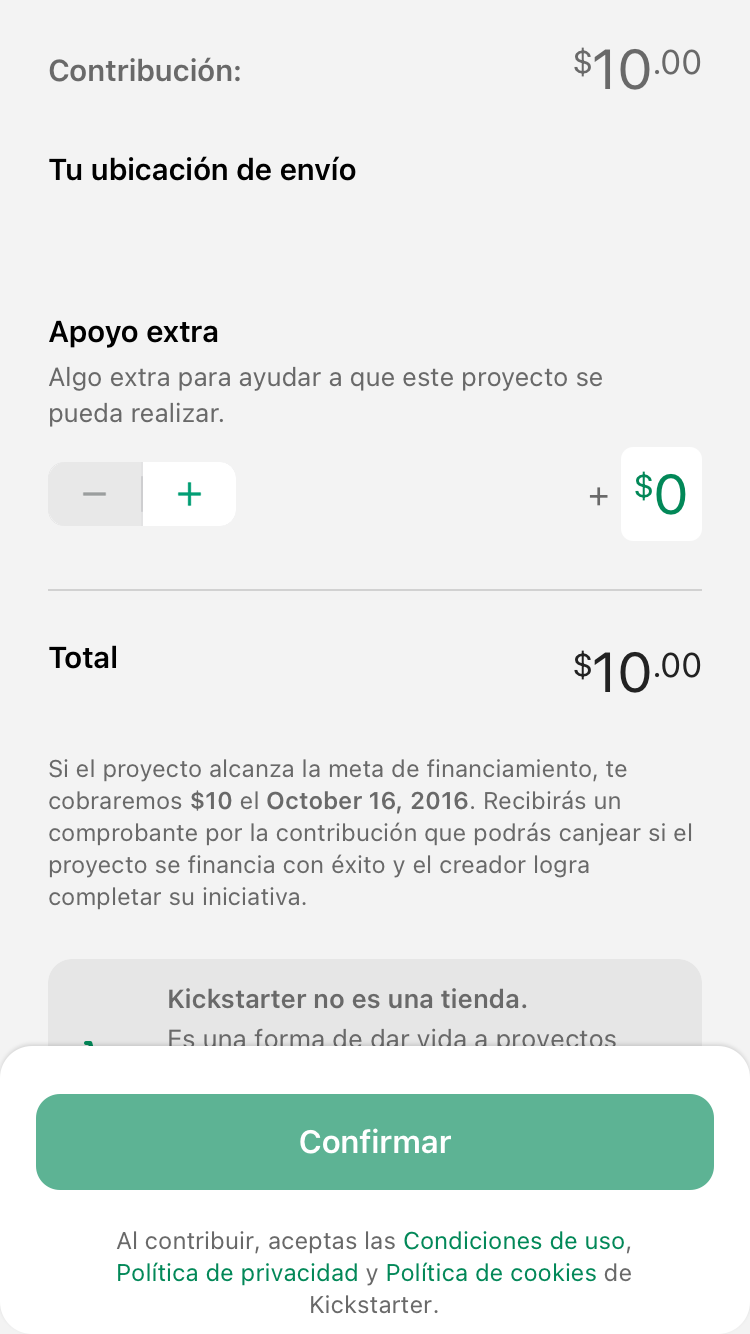 Contribución: $10.00
Tu ubicación de envío
Apoyo extra
Algo extra para ayudar a que este proyecto se
pueda realizar.
+ $0
Total $10.00
Si el proyecto alcanza la meta de financiamiento, te
cobraremos $10 el October 16, 2016. Recibirás un
comprobante por la contribución que podrás canjear si el
proyecto se financia con éxito y el creador logra
completar su iniciativa.
Kickstarter no es una tienda.
Es una forma de dar vida a proyectos
Confirmar
Al contribuir, aceptas las Condiciones de uso,
Política de privacidad y Política de cookies de
Kickstarter.